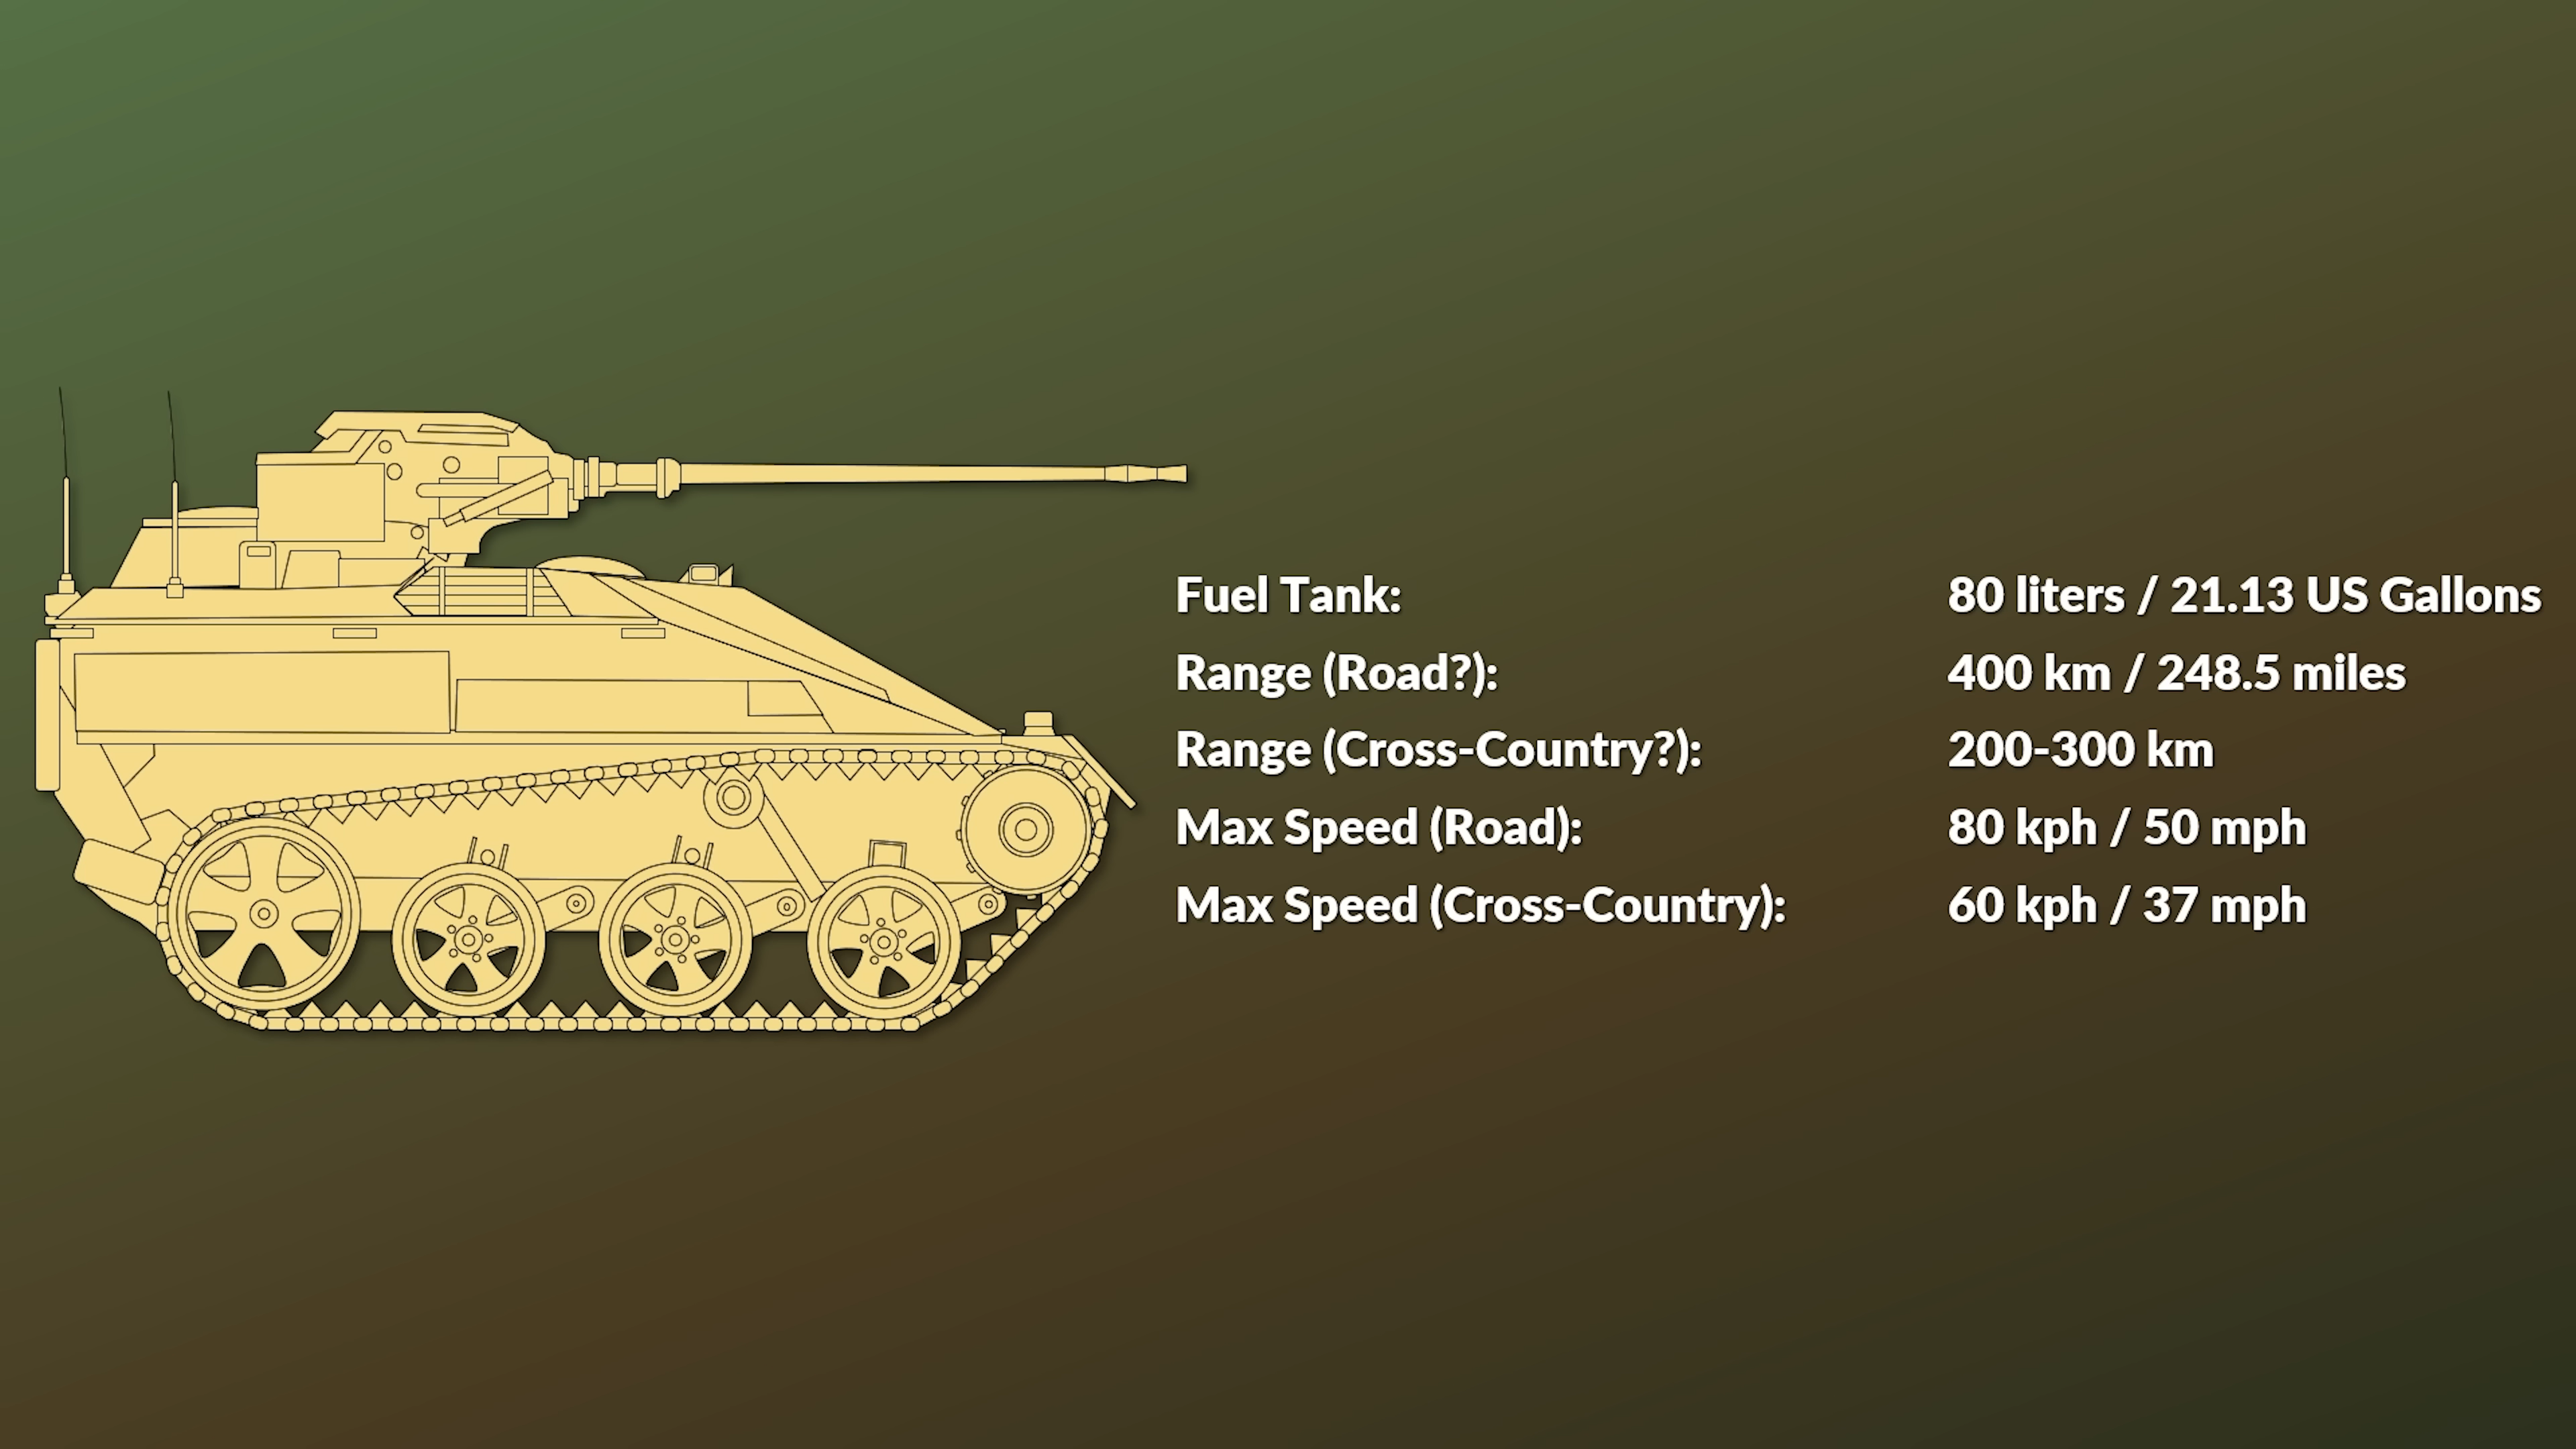 Fuel Tank: 80 liters / 21.13 US Gallons
Range (Road?): 400 km / 248.5 miles
Range (Cross-Country?): 200-300 km
Max Speed (Road): 80 kph / 50 mph
Max Speed (Cross-Country): 60 kph / 37 mph